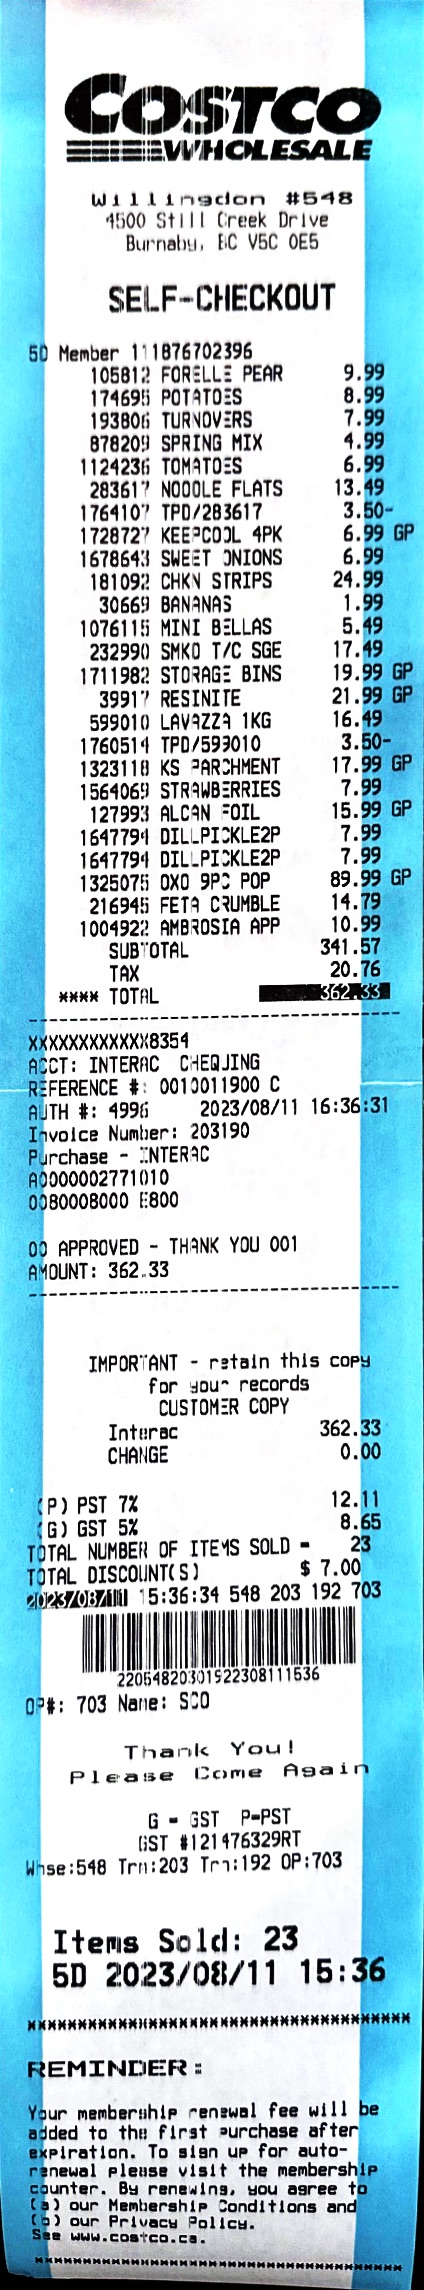 COSTCO
WHOLESALE
Willingdon #548
4500 Still Creek Drive
Burnaby, BC V5C 0E5
SELF-CHECKOUT
5D Member 111876702396
105812 FORELLE PEAR 9.99
174695 POTATOES 8.99
193806 TURNOVERS 7.99
878209 SPRING MIX 4.99
1124236 TOMATOES 6.99
283617 NOODLE FLATS 13.49
1764107 TPD/283617 3.50-
1728727 KEEPCOOL 4PK 6.99 GP
1678643 SWEET ONIONS 6.99
181092 CHKN STRIPS 24.99
30669 BANANAS 1.99
1076115 MINI BELLAS 5.49
232990 SMKD T/C SGE 17.49
1711982 STORAGE BINS 19.99 GP
39917 RESINITE 21.99 GP
599010 LAVAZZA 1KG 16.49
1760514 TPD/599010 3.50-
1323118 KS PARCHMENT 17.99 GP
1564069 STRAWBERRIES 7.99
127993 ALCAN FOIL 15.99 GP
1647794 DILLPICKLE2P 7.99
1647794 DILLPICKLE2P 7.99
1325075 OXO 9PC POP 89.99 GP
216945 FETA CRUMBLE 14.79
1004922 AMBROSIA APP 10.99
SUBTOTAL 341.57
TAX 20.76
**** TOTAL 362.33
XXXXXXXXXXXX8354
ACCT: INTERAC CHEQUING
REFERENCE #: 0010011900 C
AUTH #: 4996 2023/08/11 16:36:31
Invoice Number: 203190
Purchase - INTERAC
A0000002771010
0080008000 E800
00 APPROVED - THANK YOU 001
AMOUNT: 362.33
IMPORTANT - retain this copy
for your records
CUSTOMER COPY
Interac 362.33
CHANGE 0.00
(P) PST 7% 12.11
(G) GST 5% 8.65
TOTAL NUMBER OF ITEMS SOLD = 23
TOTAL DISCOUNT(S) $ 7.00
2023/08/11 15:36:34 548 203 192 703
22054820301922308111536
OP#: 703 Name: SCO
Thank You!
Please Come Again
G = GST P=PST
GST #121476329RT
Whse:548 Trm:203 Trn:192 OP:703
Items Sold: 23
5D 2023/08/11 15:36
****************************************
REMINDER:
Your membership renewal fee will be
added to the first purchase after
expiration. To sign up for auto-
renewal please visit the membership
counter. By renewing, you agree to
(a) our Membership Conditions and
(b) our Privacy Policy.
See www.costco.ca.
****************************************